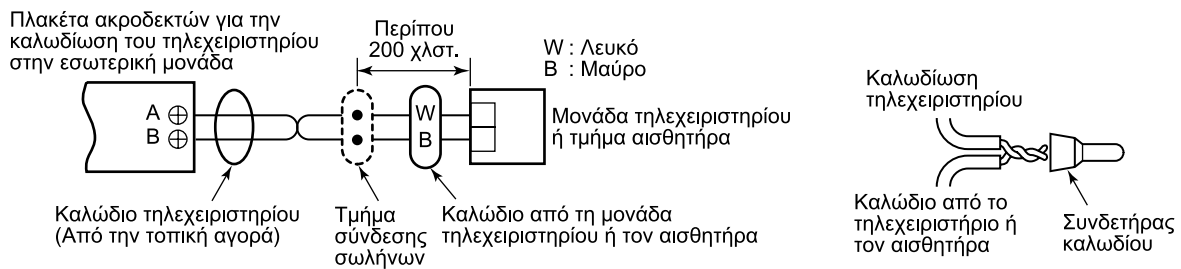 Πλακέτα ακροδεκτών για την
καλωδίωση του τηλεχειριστηρίου
στην εσωτερική μονάδα
Περίπου
200 χλστ.
W : Λευκό
B : Μαύρο
A
B
W
B
Μονάδα τηλεχειριστηρίου
ή τμήμα αισθητήρα
Καλώδιο τηλεχειριστηρίου
(Από την τοπική αγορά)
Τμήμα
σύνδεσης
σωλήνων
Καλώδιο από τη μονάδα
τηλεχειριστηρίου ή τον αισθητήρα
Καλωδίωση
τηλεχειριστηρίου
Καλώδιο από το
τηλεχειριστήριο ή
τον αισθητήρα
Συνδετήρας
καλωδίου